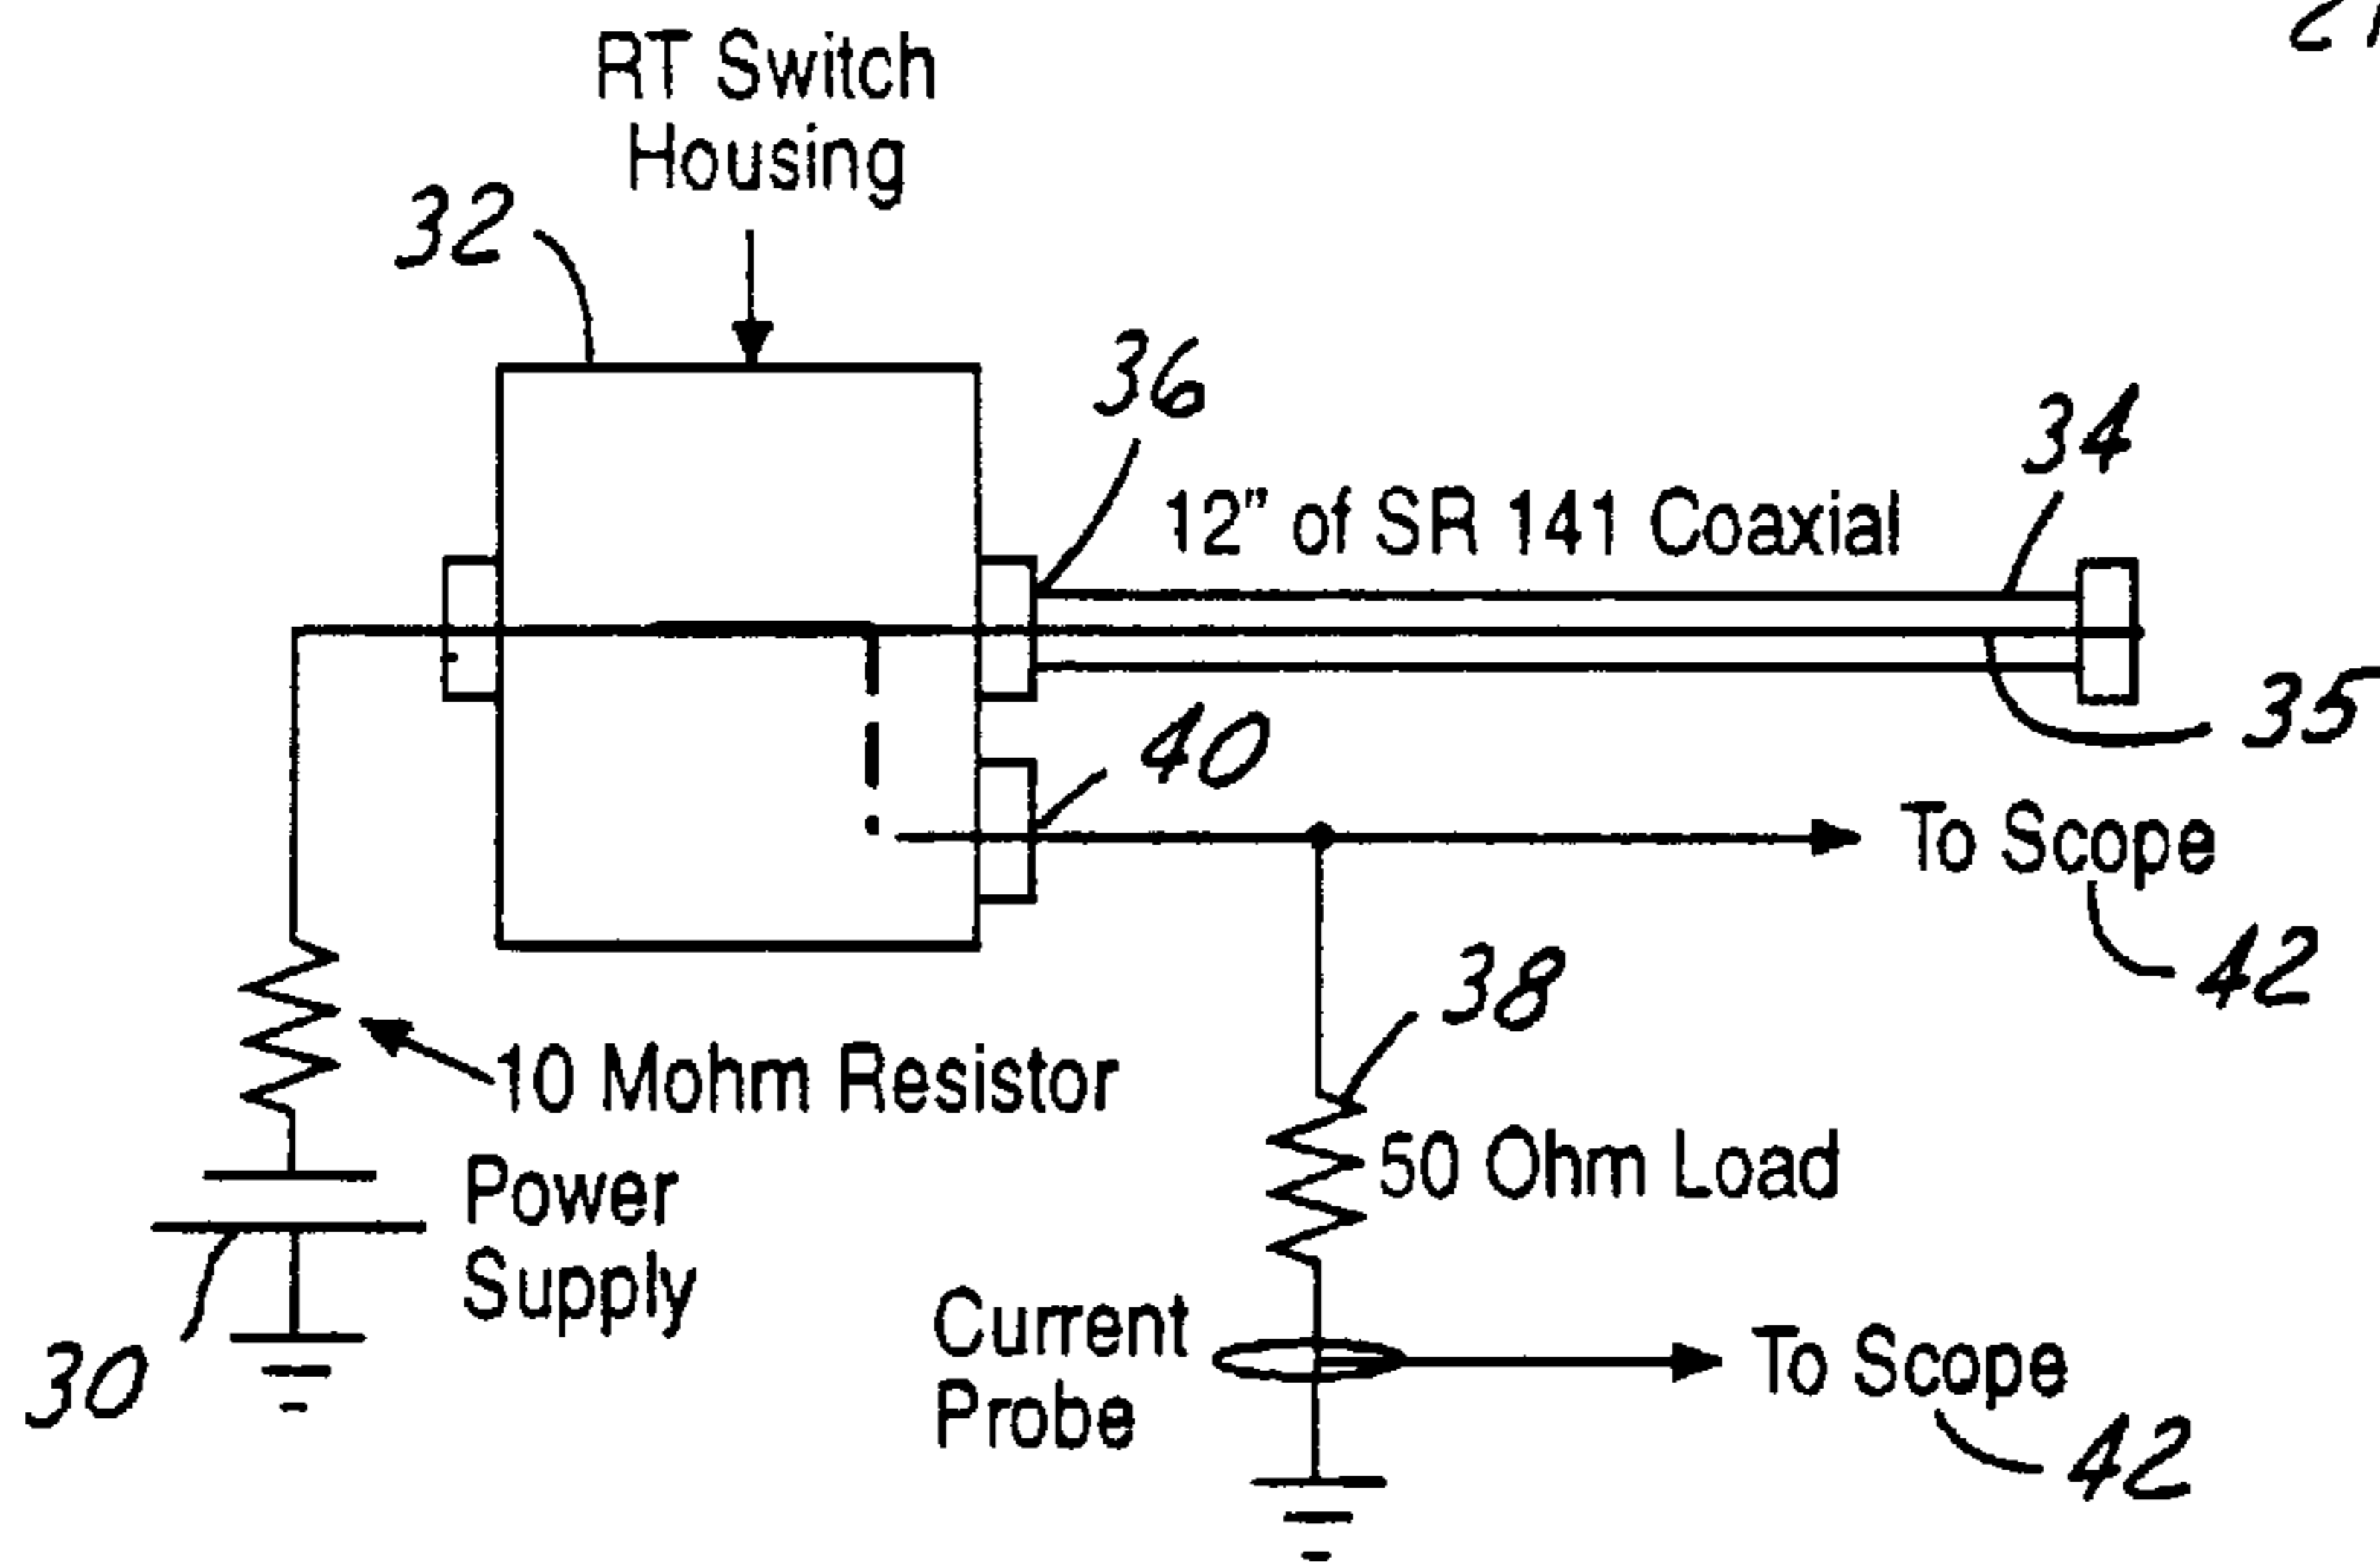 RT Switch
Housing
32
36
12" of SR 141 Coaxial
34
35
40
To Scope
42
38
10 Mohm Resistor
50 Ohm Load
Power
Supply
30
Current
Probe
To Scope
42